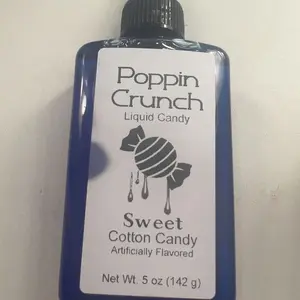 Poppin
Crunch
Liquid Candy
Sweet
Cotton Candy
Artificially Flavored
Net Wt. 5 oz (142 g)